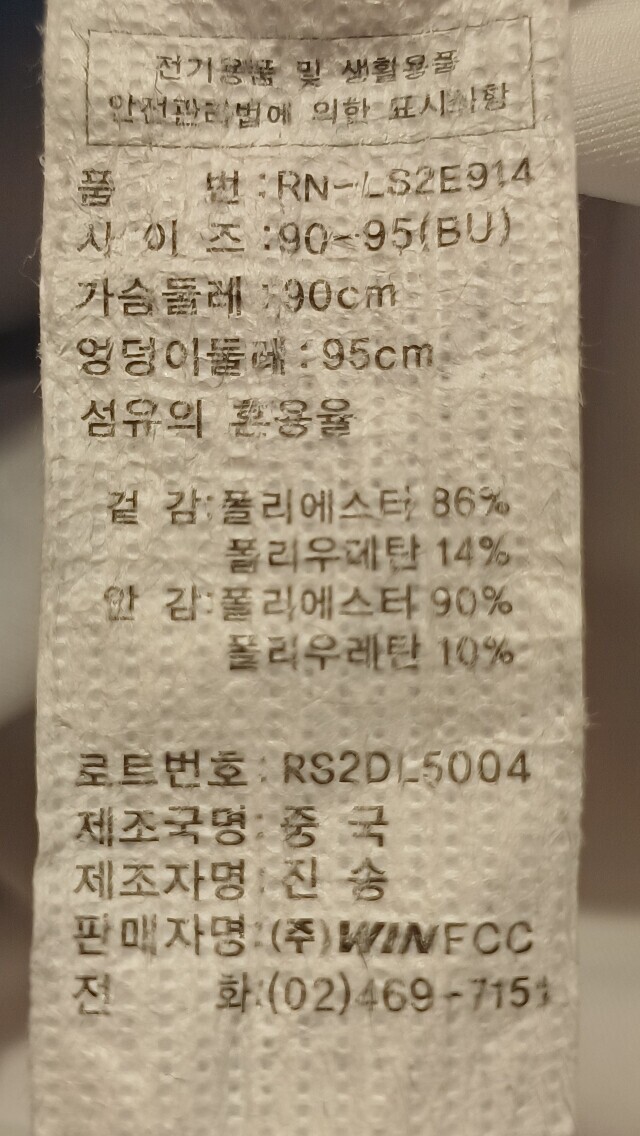 전기용품 및 생활용품
안전관리법에 의한 표시사항
품 번 : RN-LS2E914
사 이 즈 : 90~95(BU)
가슴둘레 : 90cm
엉덩이둘레 : 95cm
섬유의 혼용율
겉 감 : 폴리에스터 86%
폴리우레탄 14%
안 감 : 폴리에스터 90%
폴리우레탄 10%
로트번호 : RS2DL5004
제조국명 : 중 국
제조자명 : 진 송
판매자명 : (주)WINFCC
전 화 : (02)469-7151